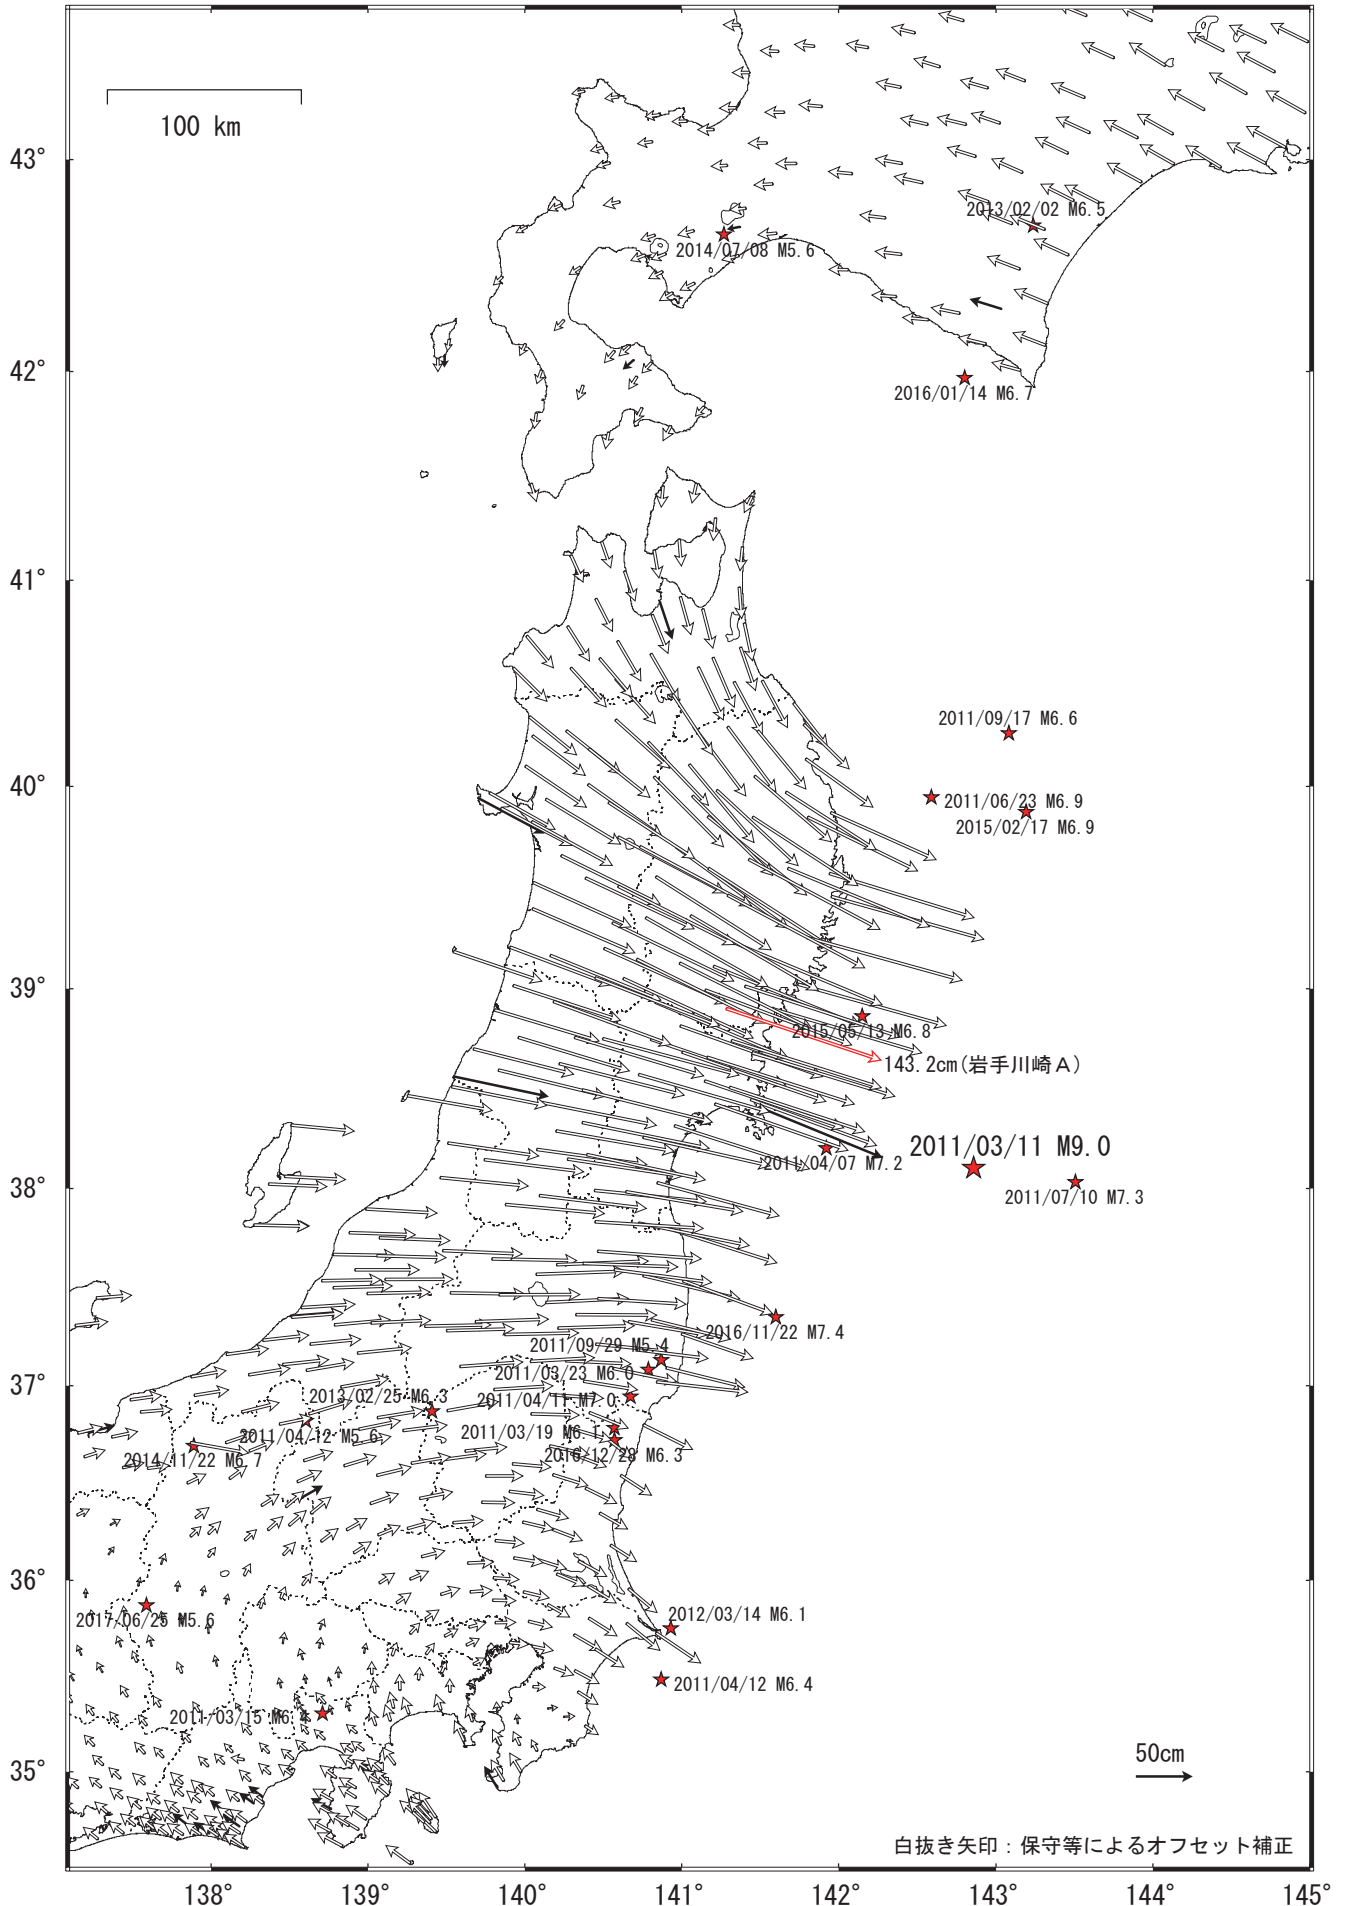 100 km
43°
2013/02/02 M6.5
2014/07/08 M5.6
42°
2016/01/14 M6.7
41°
2011/09/17 M6.6
40°
2011/06/23 M6.9
2015/02/17 M6.9
39°
2015/05/13 M6.8
143.2cm(岩手川崎A)
2011/03/11 M9.0
2011/04/07 M7.2
38°
2011/07/10 M7.3
2016/11/22 M7.4
2011/09/29 M5.4
37°
2011/03/23 M6.0
2013/02/25 M6.3
2011/04/11 M7.0
2011/04/12 M5.6
2011/03/19 M6.1
2014/11/22 M6.7
2016/12/28 M6.3
36°
2017/06/25 M5.6
2012/03/14 M6.1
2011/04/12 M6.4
2011/03/15 M6.4
35°
50cm
白抜き矢印：保守等によるオフセット補正
138° 139° 140° 141° 142° 143° 144° 145°